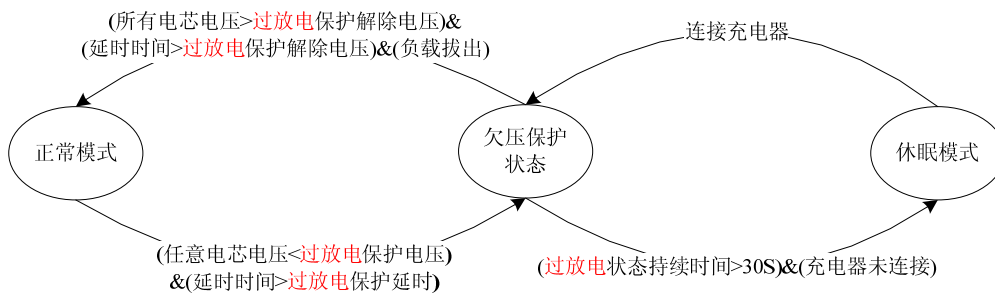 (所有电芯电压>过放电保护解除电压)&
(延时时间>过放电保护解除电压)&(负载拔出)
连接充电器
正常模式
欠压保护
状态
休眠模式
(任意电芯电压<过放电保护电压)
&(延时时间>过放电保护延时)
(过放电状态持续时间>30S)&(充电器未连接)